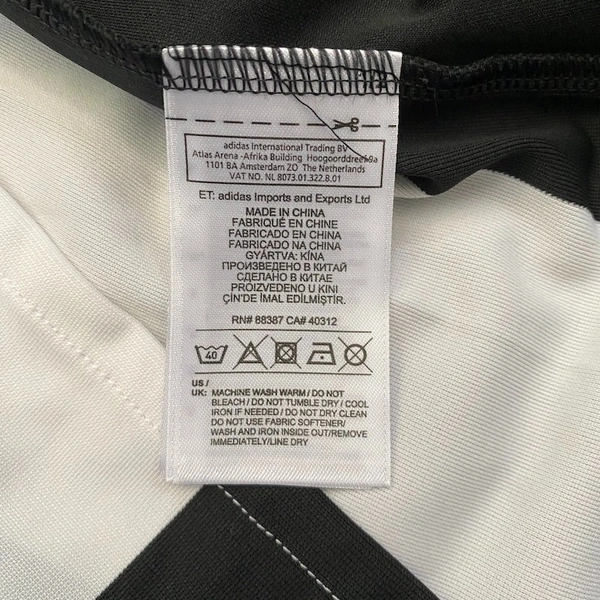 adidas International Trading BV
Atlas Arena -Afrika Building Hoogoorddreef 9a
1101 BA Amsterdam ZO The Netherlands
VAT NO. NL 8073.01.322.B.01
ET: adidas Imports and Exports Ltd
MADE IN CHINA
FABRIQUÉ EN CHINE
FABRICADO EN CHINA
FABRICADO NA CHINA
GYÁRTVA: KÍNA
ПРОИЗВЕДЕНО В КИТАЙ
СДЕЛАНО В КИТАЕ
PROIZVEDENO U KINI
ÇİN'DE İMAL EDİLMİŞTİR.
RN# 88387 CA# 40312
40
US /
UK: MACHINE WASH WARM / DO NOT
BLEACH / DO NOT TUMBLE DRY / COOL
IRON IF NEEDED / DO NOT DRY CLEAN
DO NOT USE FABRIC SOFTENER/
WASH AND IRON INSIDE OUT/REMOVE
IMMEDIATELY/LINE DRY